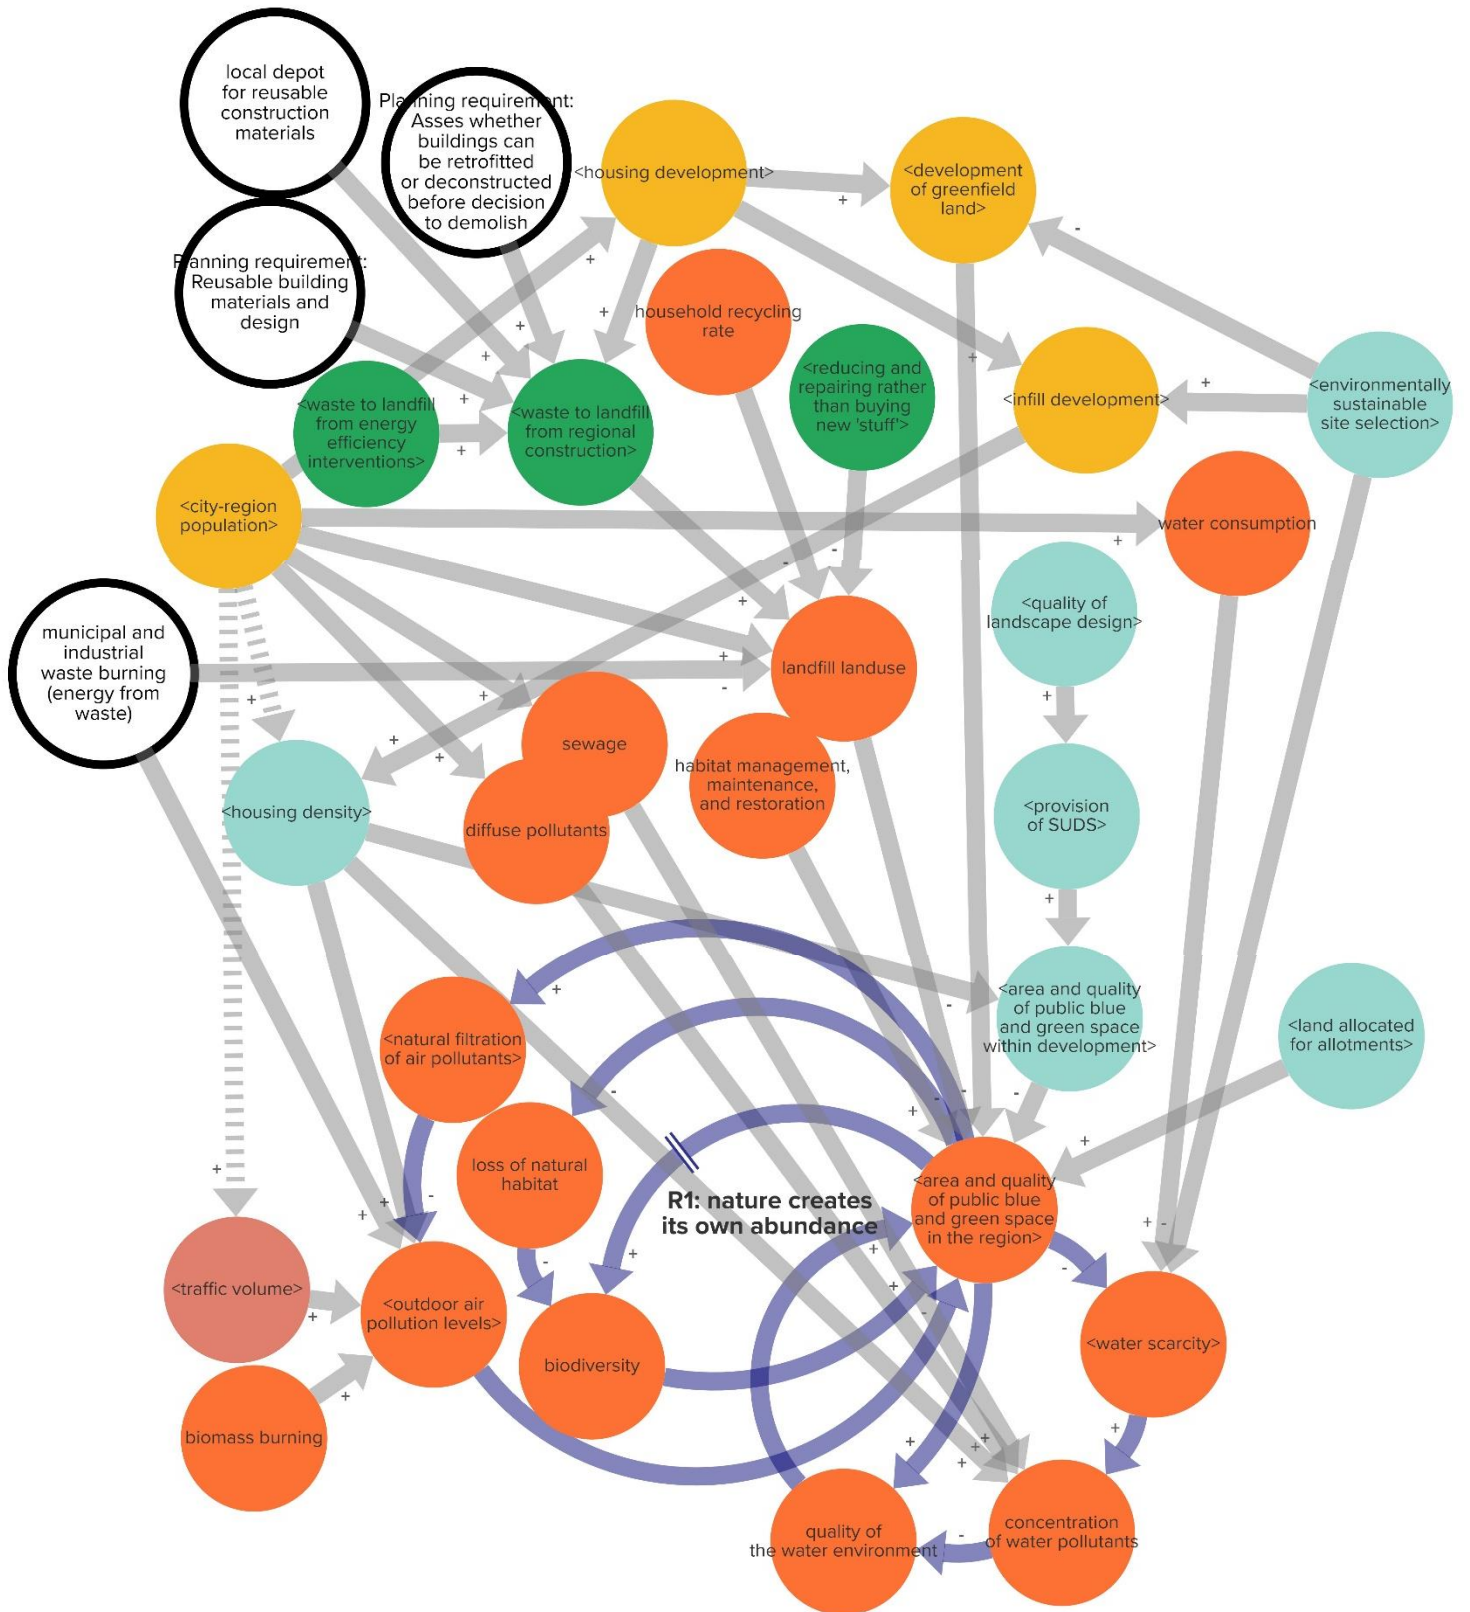 local depot
for reusable
construction
materials
Planning requirement:
Asses whether
buildings can
be retrofitted
or deconstructed
before decision
to demolish
<housing development>
<development
of greenfield
land>
Planning requirement:
Reusable building
materials and
design
household recycling
rate
<reducing and
repairing rather
than buying
new 'stuff'>
<infill development>
<environmentally
sustainable
site selection>
<waste to landfill
from energy
efficiency
interventions>
<waste to landfill
from regional
construction>
<city-region
population>
water consumption
<quality of
landscape design>
municipal and
industrial
waste burning
(energy from
waste)
landfill landuse
sewage
habitat management,
maintenance,
and restoration
<housing density>
diffuse pollutants
<provision
of SUDS>
<natural filtration
of air pollutants>
<area and quality
of public blue
and green space
within development>
<land allocated
for allotments>
loss of natural
habitat
R1: nature creates
its own abundance
<area and quality
of public blue
and green space
in the region>
<traffic volume>
<outdoor air
pollution levels>
biodiversity
<water scarcity>
biomass burning
quality of
the water environment
concentration
of water pollutants